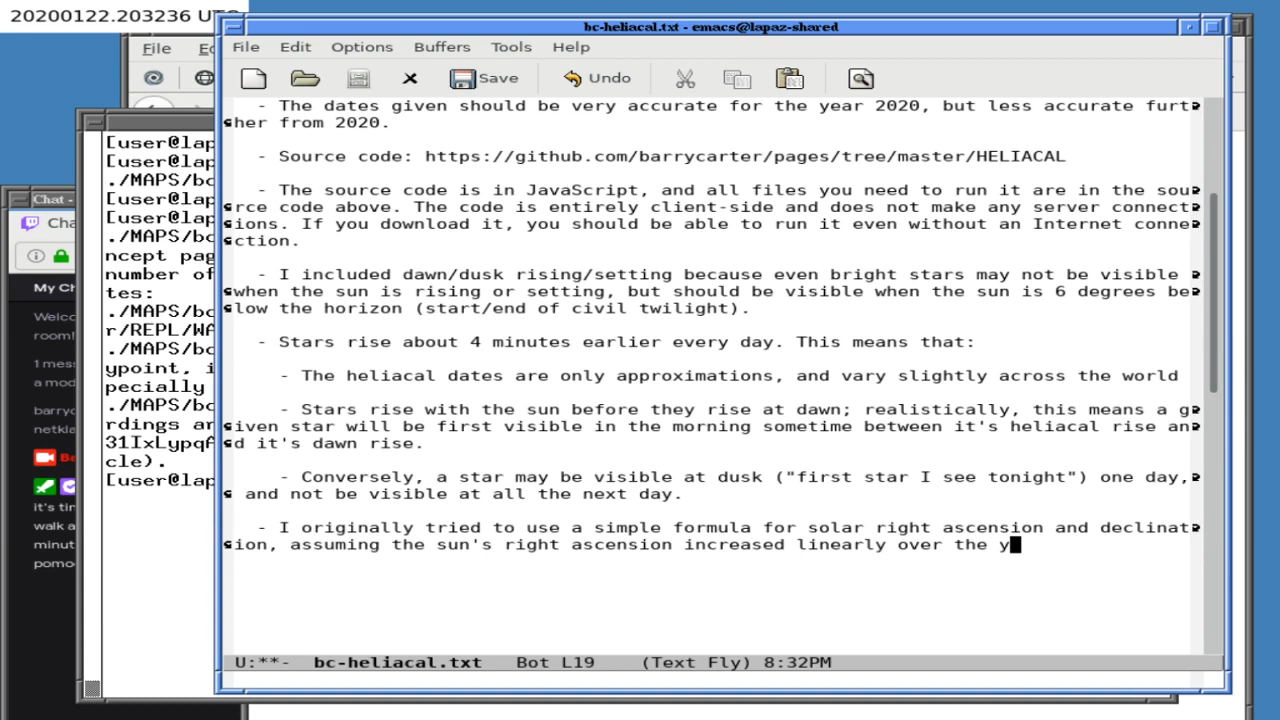 20200122.203236 UTC
bc-heliacal.txt - emacs@lapaz-shared
File Edit Options Buffers Tools Help
Save Undo
- The dates given should be very accurate for the year 2020, but less accurate furt
her from 2020.
- Source code: https://github.com/barrycarter/pages/tree/master/HELIACAL
- The source code is in JavaScript, and all files you need to run it are in the sou
rce code above. The code is entirely client-side and does not make any server connect
ions. If you download it, you should be able to run it even without an Internet conne
ction.
- I included dawn/dusk rising/setting because even bright stars may not be visible
when the sun is rising or setting, but should be visible when the sun is 6 degrees be
low the horizon (start/end of civil twilight).
- Stars rise about 4 minutes earlier every day. This means that:
- The heliacal dates are only approximations, and vary slightly across the world
- Stars rise with the sun before they rise at dawn; realistically, this means a g
iven star will be first visible in the morning sometime between it's heliacal rise an
d it's dawn rise.
- Conversely, a star may be visible at dusk ("first star I see tonight") one day,
and not be visible at all the next day.
- I originally tried to use a simple formula for solar right ascension and declinat
ion, assuming the sun's right ascension increased linearly over the y
U:**- bc-heliacal.txt Bot L19 (Text Fly) 8:32PM
File
[user@lap
[user@lap
./MAPS/bc
[user@lap
[user@lap
./MAPS/bc
ncept pag
number of
tes:
./MAPS/bc
r/REPL/WA
./MAPS/bc
ypoint, i
pecially
./MAPS/bc
rdings ar
31IxLypqA
cle).
[user@lap
Chat -
Cha
My Ch
Welco
room!
1 mess
a mod
barryc
netkla
Ba
it's tim
walk a
minut
pomo